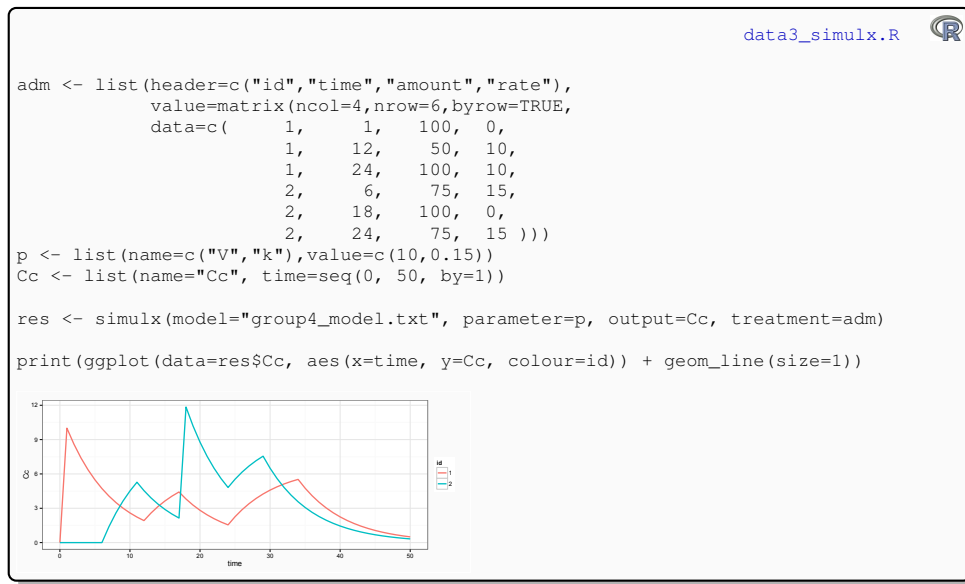 data3_simulx.R R
adm <- list(header=c("id","time","amount","rate"),
value=matrix(ncol=4,nrow=6,byrow=TRUE,
data=c( 1, 1, 100, 0,
1, 12, 50, 10,
1, 24, 100, 10,
2, 6, 75, 15,
2, 18, 100, 0,
2, 24, 75, 15 )))
p <- list(name=c("V","k"),value=c(10,0.15))
Cc <- list(name="Cc", time=seq(0, 50, by=1))
res <- simulx(model="group4_model.txt", parameter=p, output=Cc, treatment=adm)
print(ggplot(data=res$Cc, aes(x=time, y=Cc, colour=id)) + geom_line(size=1))
12
9
Cc 6
3
0
0 10 20 30 40 50
time
id
1
2